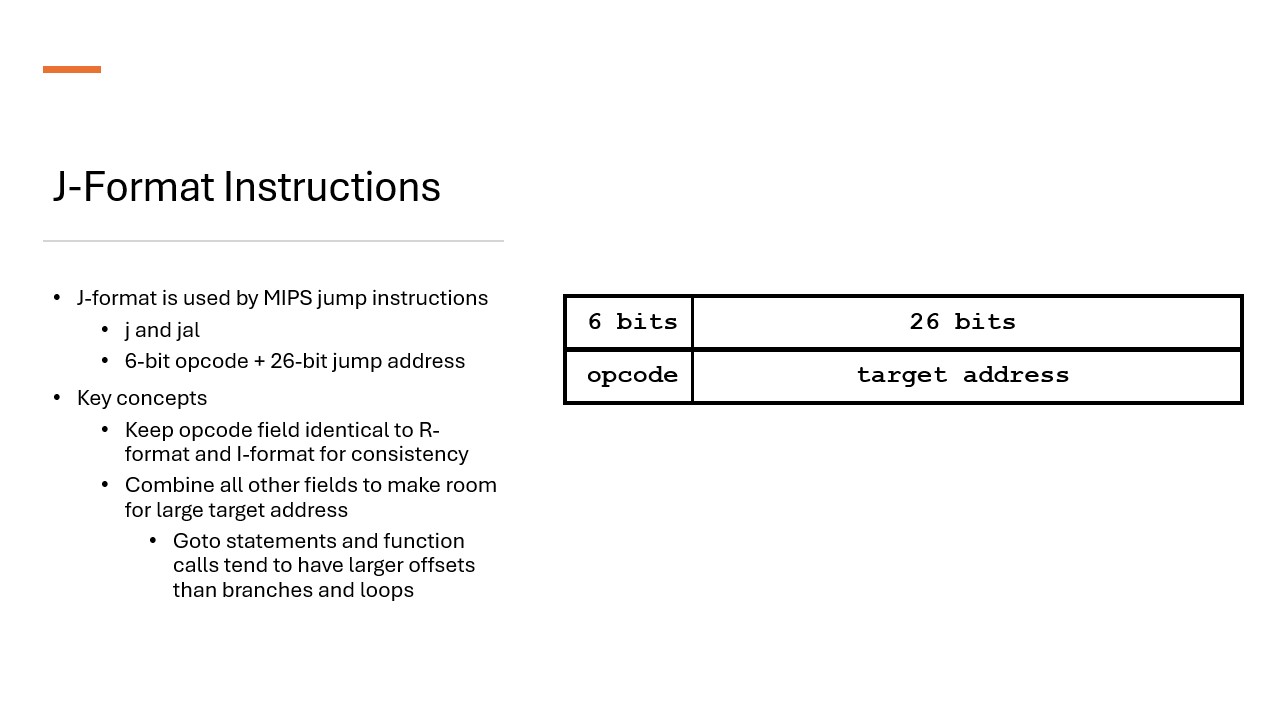 J-Format Instructions
• J-format is used by MIPS jump instructions
• j and jal
• 6-bit opcode + 26-bit jump address
• Key concepts
• Keep opcode field identical to R-
format and I-format for consistency
• Combine all other fields to make room
for large target address
• Goto statements and function
calls tend to have larger offsets
than branches and loops
6 bits 26 bits
opcode target address